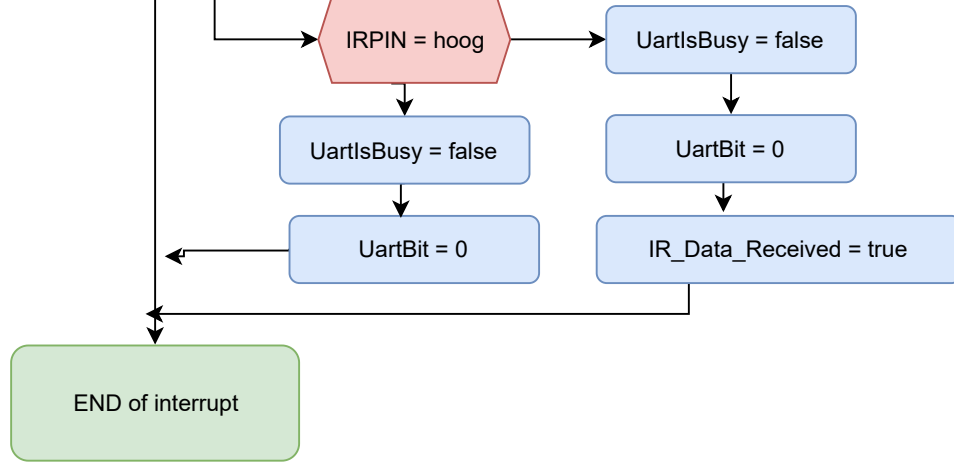 IRPIN = hoog
UartIsBusy = false
UartIsBusy = false
UartBit = 0
UartBit = 0
IR_Data_Received = true
END of interrupt